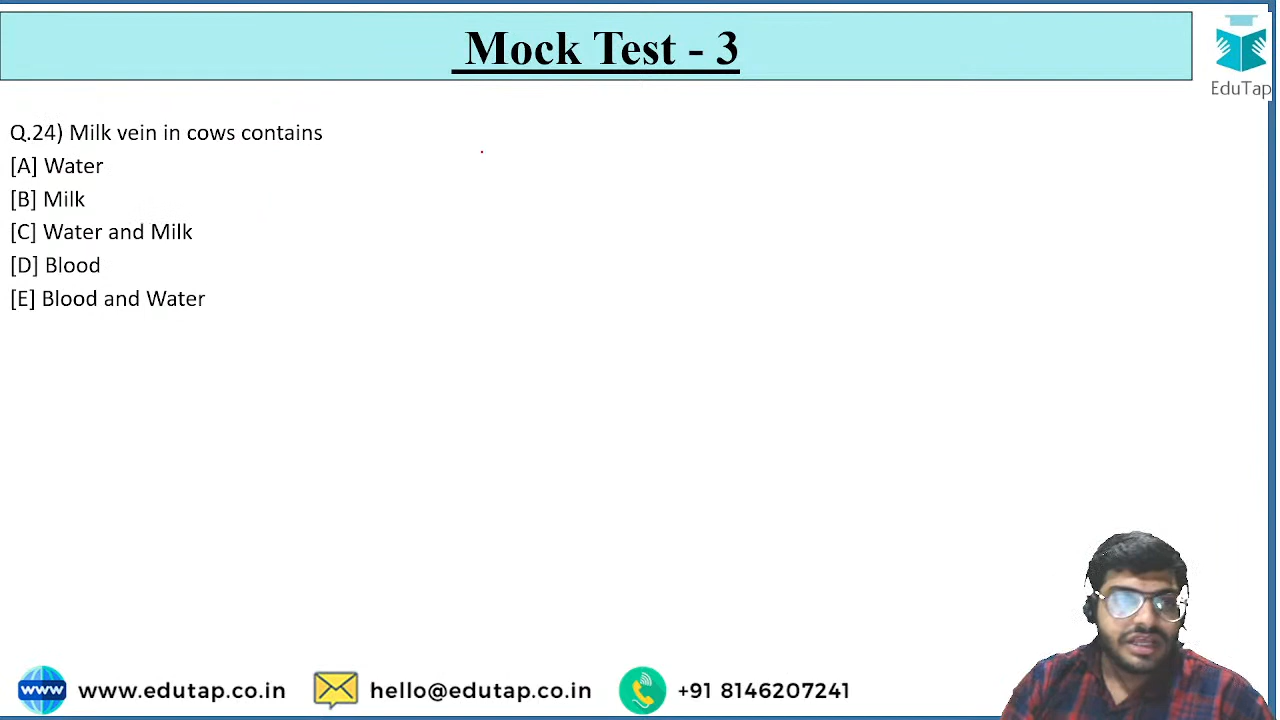 Mock Test - 3
EduTap
Q.24) Milk vein in cows contains
[A] Water
[B] Milk
[C] Water and Milk
[D] Blood
[E] Blood and Water
www www.edutap.co.in hello@edutap.co.in +91 8146207241